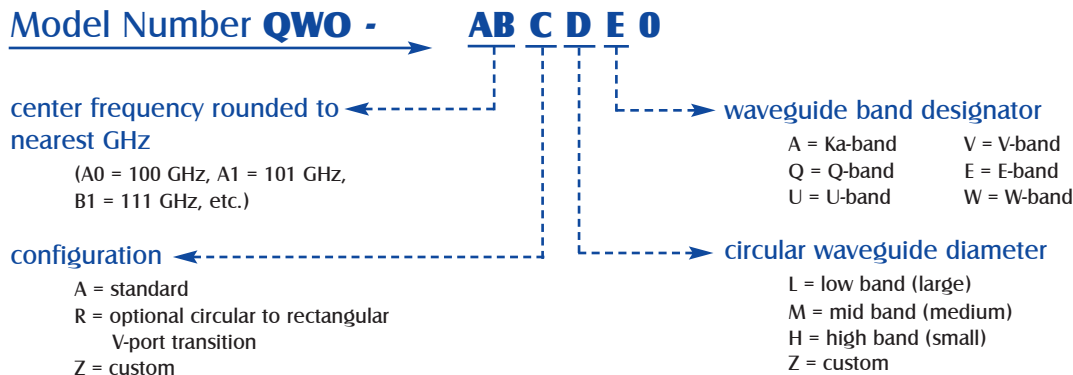 Model Number QWO - AB C D E 0
center frequency rounded to
nearest GHz
(A0 = 100 GHz, A1 = 101 GHz,
B1 = 111 GHz, etc.)
waveguide band designator
A = Ka-band V = V-band
Q = Q-band E = E-band
U = U-band W = W-band
configuration
A = standard
R = optional circular to rectangular
V-port transition
Z = custom
circular waveguide diameter
L = low band (large)
M = mid band (medium)
H = high band (small)
Z = custom